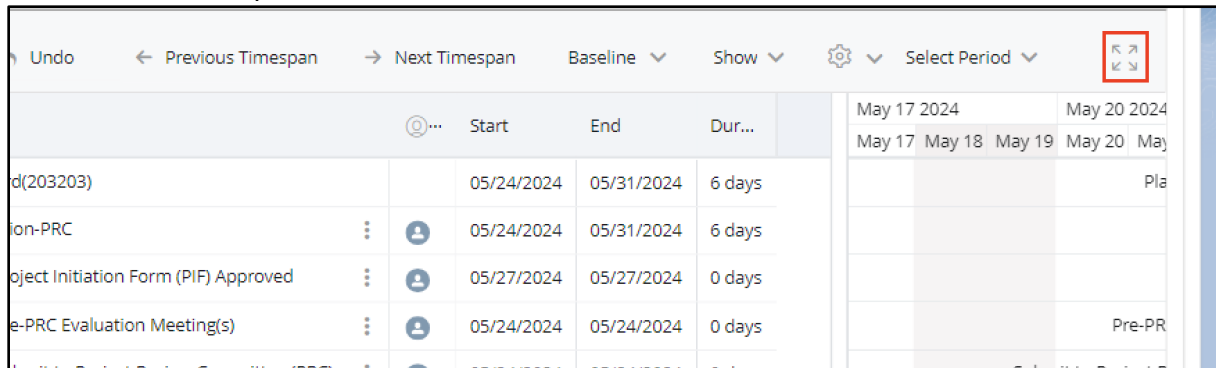 Undo ← Previous Timespan → Next Timespan Baseline Show Select Period
May 17 2024 May 20 2024
... Start End Dur...
May 17 May 18 May 19 May 20 May
rd(203203) 05/24/2024 05/31/2024 6 days Pla
ion-PRC 05/24/2024 05/31/2024 6 days
oject Initiation Form (PIF) Approved 05/27/2024 05/27/2024 0 days
e-PRC Evaluation Meeting(s) 05/24/2024 05/24/2024 0 days Pre-PR